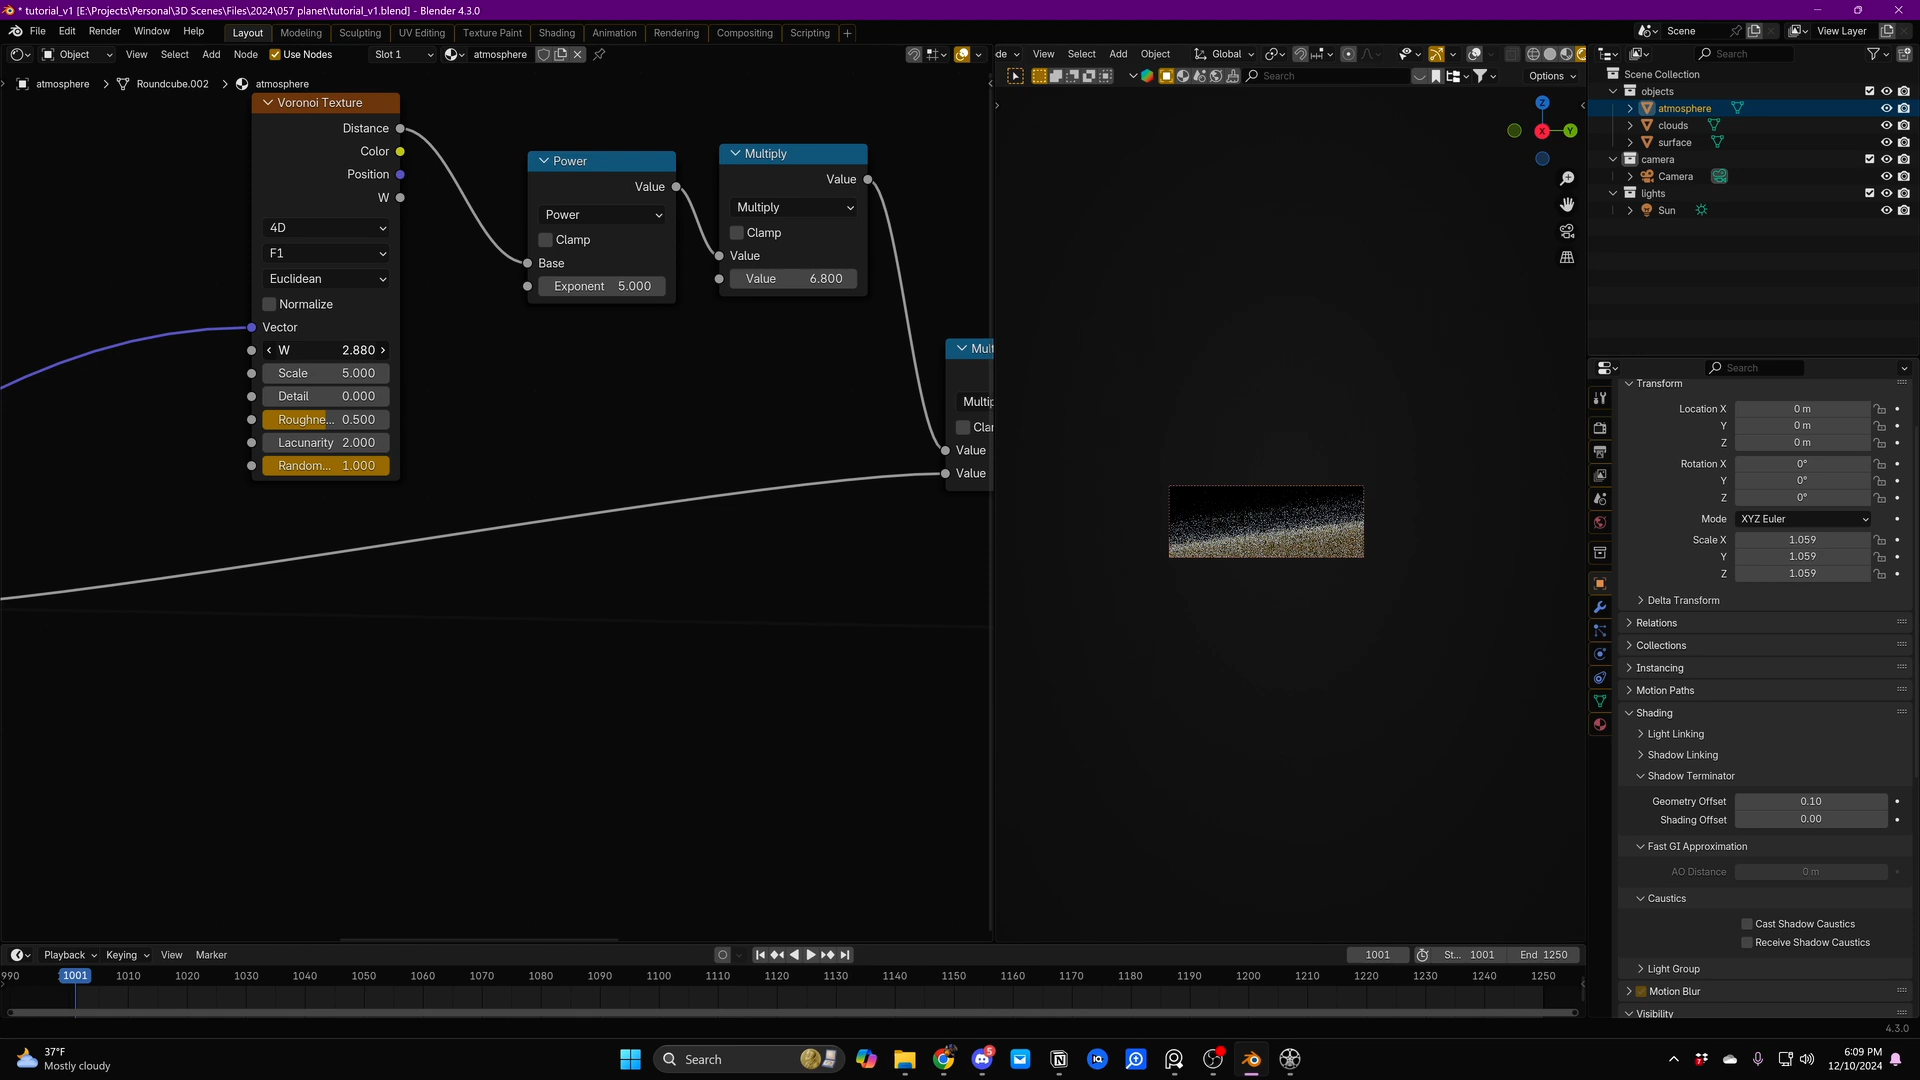 * tutorial_v1 [E:\Projects\Personal\3D Scenes\Files\2024\057 planet\tutorial_v1.blend] - Blender 4.3.0
File Edit Render Window Help Layout Modeling Sculpting UV Editing Texture Paint Shading Animation Rendering Compositing Scripting + Scene View Layer
Object View Select Add Node Use Nodes Slot 1 atmosphere
de View Select Add Object Global
Search
atmosphere > Roundcube.002 > atmosphere
Search Options
Voronoi Texture
Distance
Color
Position
W
4D
F1
Euclidean
Normalize
Vector
W 2.880
Scale 5.000
Detail 0.000
Roughne... 0.500
Lacunarity 2.000
Random... 1.000
Power
Value
Power
Clamp
Base
Exponent 5.000
Multiply
Value
Multiply
Clamp
Value
Value 6.800
Mult
Multip
Clar
Value
Value
Z
Y
X
Scene Collection
objects
atmosphere
clouds
surface
camera
Camera
lights
Sun
Search
Transform
Location X 0 m
Y 0 m
Z 0 m
Rotation X 0°
Y 0°
Z 0°
Mode XYZ Euler
Scale X 1.059
Y 1.059
Z 1.059
Delta Transform
Relations
Collections
Instancing
Motion Paths
Shading
Light Linking
Shadow Linking
Shadow Terminator
Geometry Offset 0.10
Shading Offset 0.00
Fast GI Approximation
AO Distance 0 m
Caustics
Cast Shadow Caustics
Receive Shadow Caustics
Light Group
Motion Blur
Visibility
Playback Keying View Marker 1001 St... 1001 End 1250
990 1001 1010 1020 1030 1040 1050 1060 1070 1080 1090 1100 1110 1120 1130 1140 1150 1160 1170 1180 1190 1200 1210 1220 1230 1240 1250
4.3.0
37°F
Mostly cloudy
Search
5
IQ
6:09 PM
12/10/2024